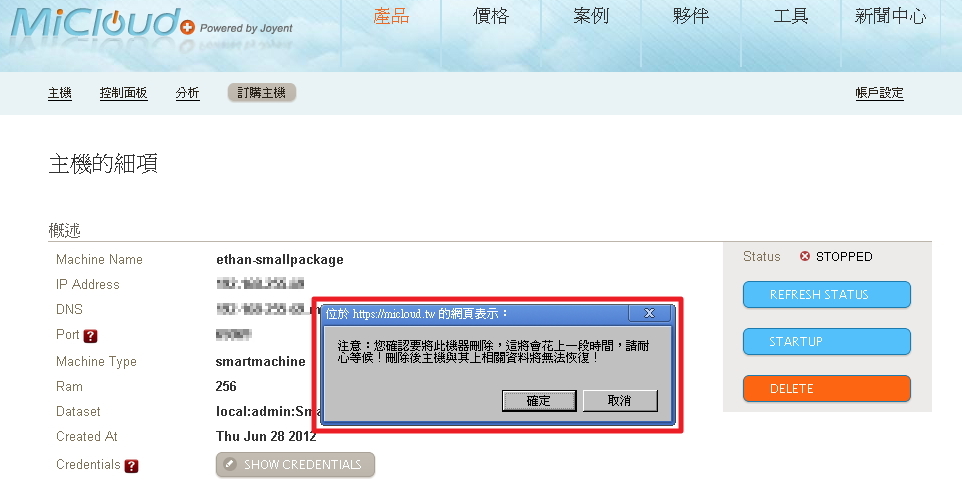 MiCloud Powered by Joyent
產品 價格 案例 夥伴 工具 新聞中心
主機 控制面板 分析 訂購主機 帳戶設定
主機的細項
概述
Machine Name ethan-smallpackage
IP Address
DNS
Port ?
Machine Type smartmachine
Ram 256
Dataset local:admin:Sma
Created At Thu Jun 28 2012
Credentials ? SHOW CREDENTIALS
Status STOPPED
REFRESH STATUS
STARTUP
DELETE
位於 https://micloud.tw 的網頁表示：
注意：您確認要將此機器刪除，這將會花上一段時間，請耐
心等候！刪除後主機與其上相關資料將無法恢復！
確定 取消